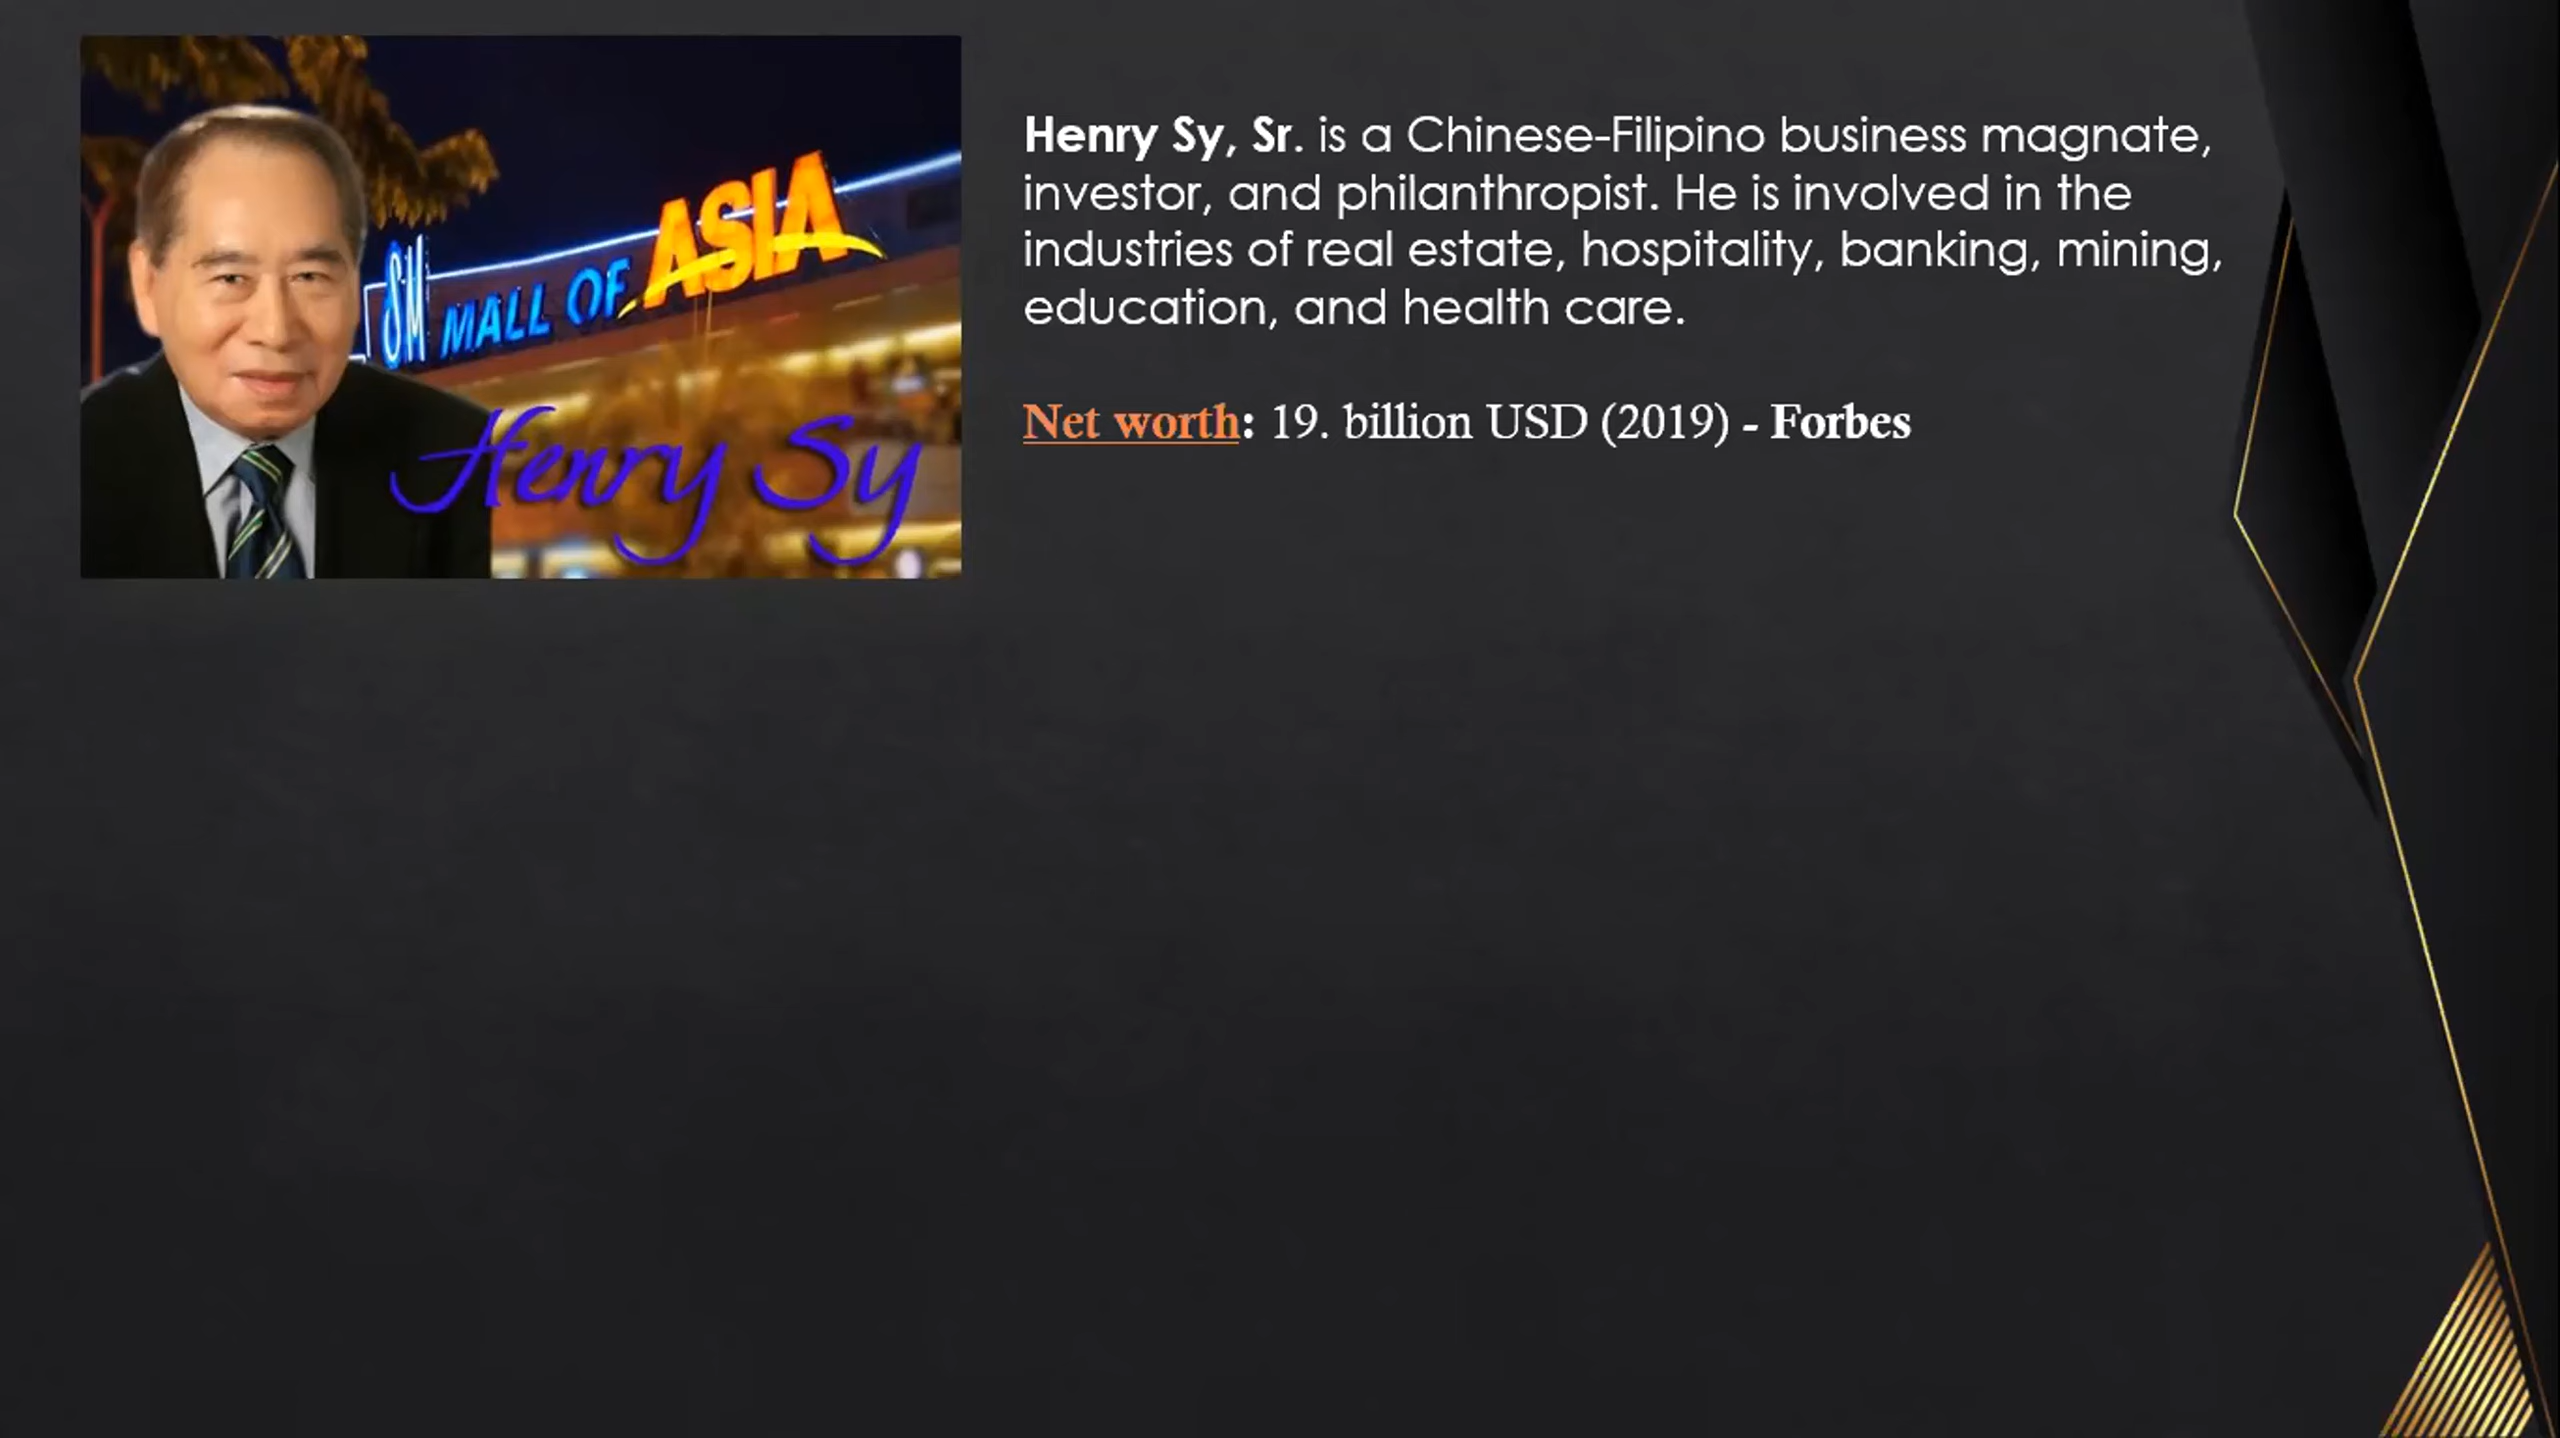 SM MALL OF ASIA
Henry Sy
Henry Sy, Sr. is a Chinese-Filipino business magnate,
investor, and philanthropist. He is involved in the
industries of real estate, hospitality, banking, mining,
education, and health care.
Net worth: 19. billion USD (2019) - Forbes